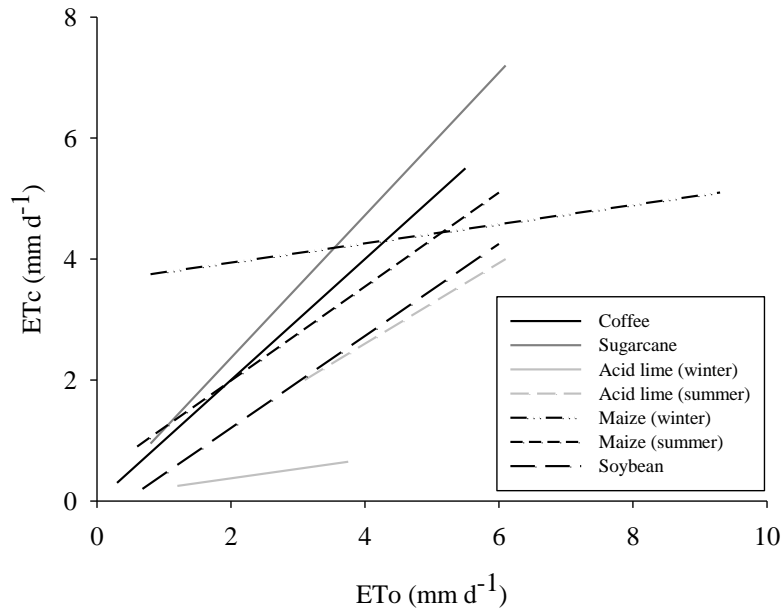 8
6
4
2
0
ETc (mm d-1)
0 2 4 6 8 10
ETo (mm d-1)
Coffee
Sugarcane
Acid lime (winter)
Acid lime (summer)
Maize (winter)
Maize (summer)
Soybean